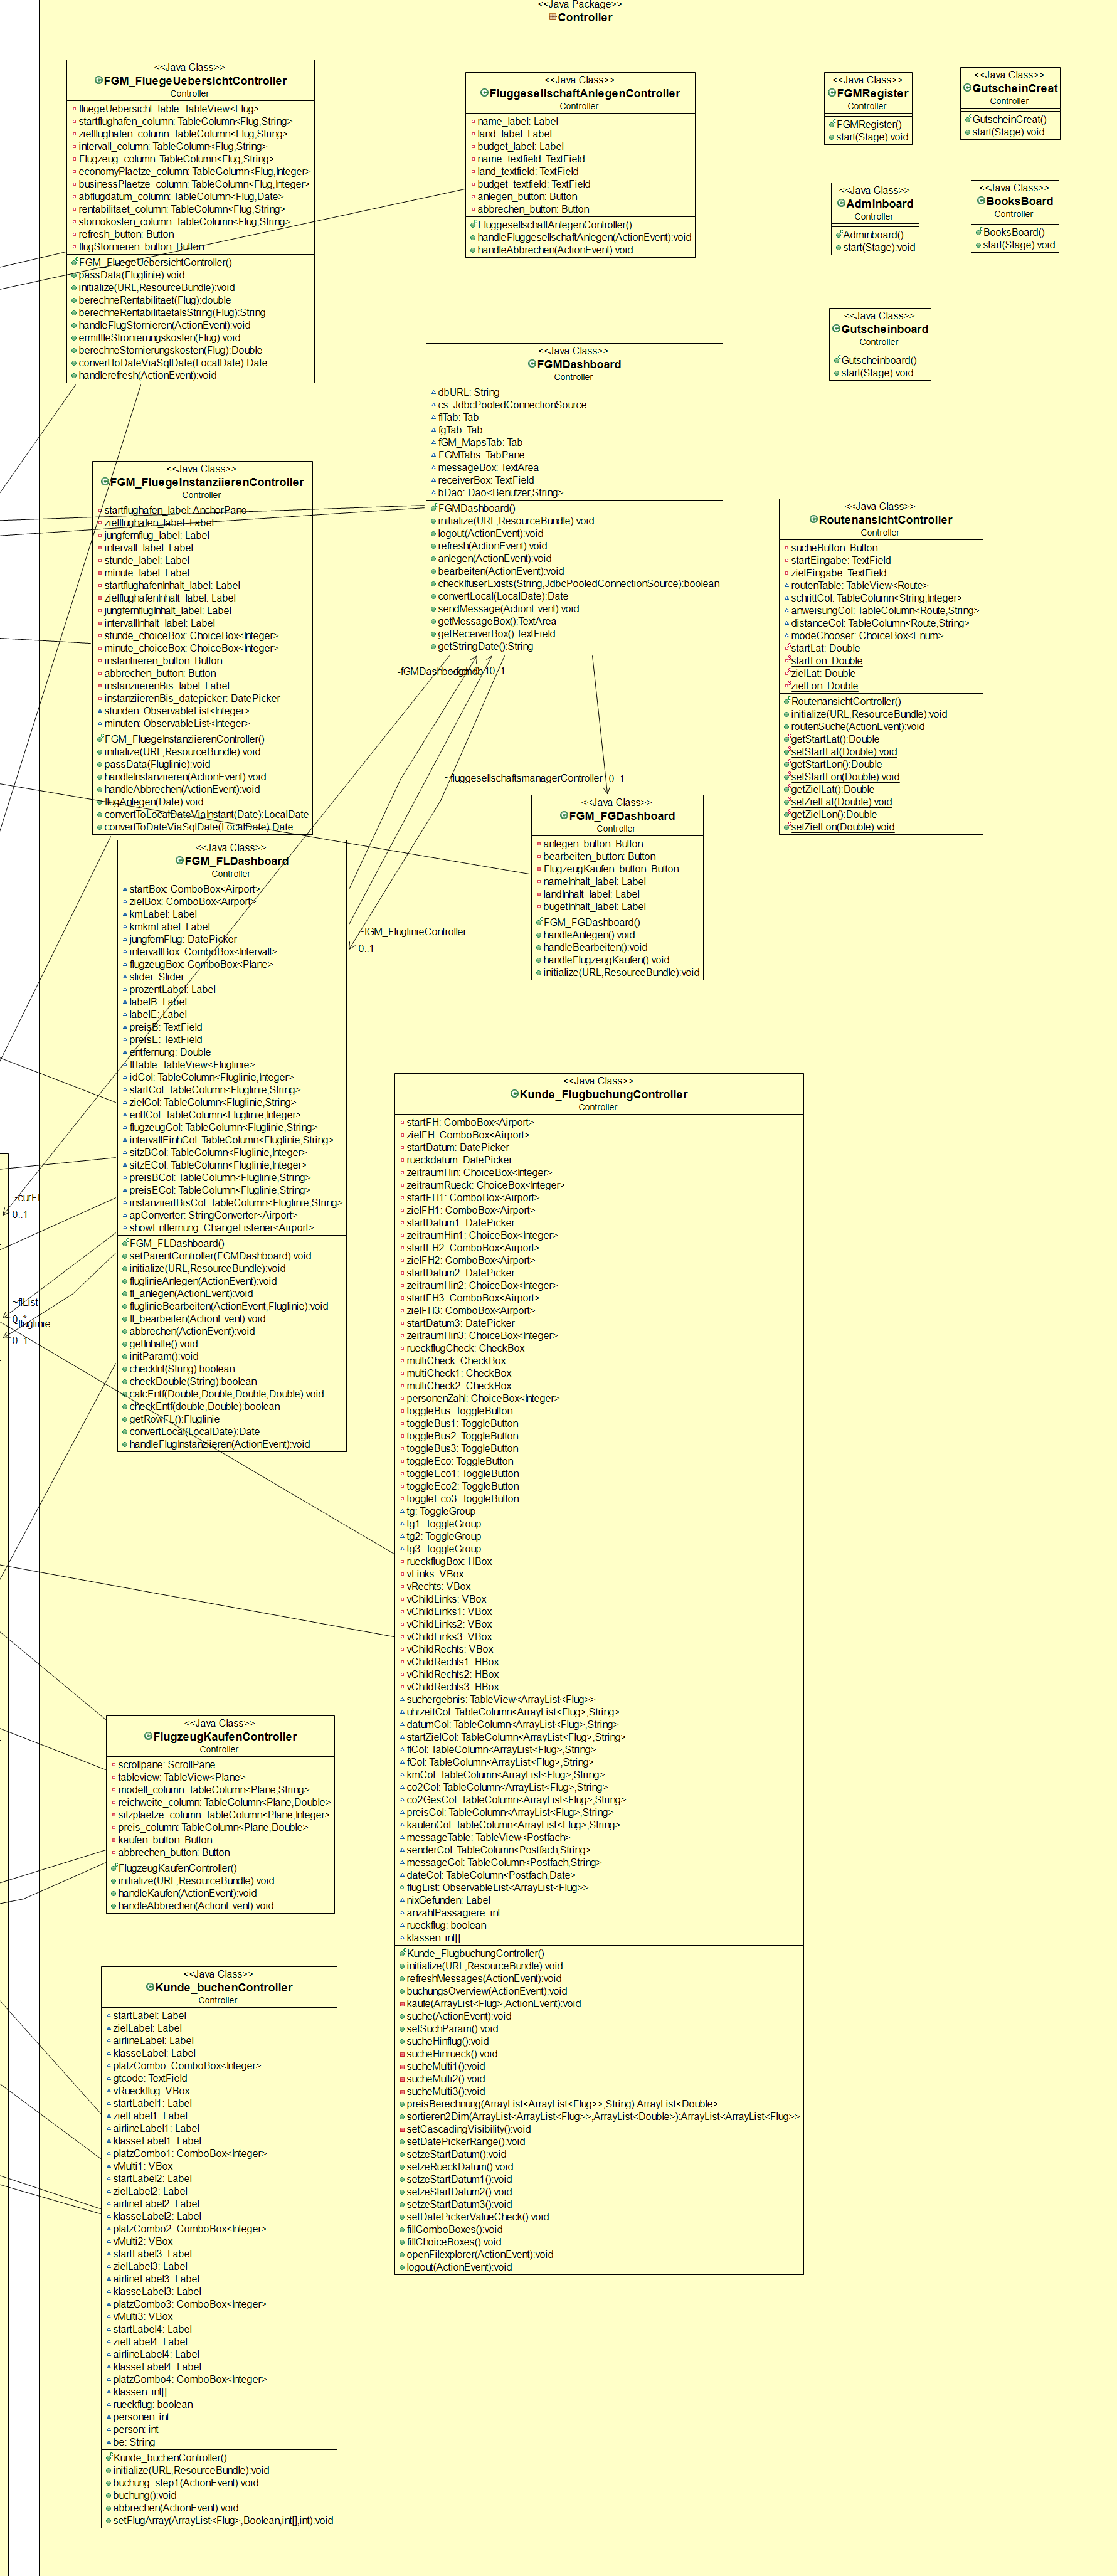 <<Java Package>>
Controller
<<Java Class>>
FGM_FluegeUebersichtController
Controller
fluegeUebersicht_table: TableView<Flug>
startflughafen_column: TableColumn<Flug,String>
zielflughafen_column: TableColumn<Flug,String>
intervall_column: TableColumn<Flug,String>
Flugzeug_column: TableColumn<Flug,String>
economyPlaetze_column: TableColumn<Flug,Integer>
businessPlaetze_column: TableColumn<Flug,Integer>
abflugdatum_column: TableColumn<Flug,Date>
rentabilitaet_column: TableColumn<Flug,String>
stornokosten_column: TableColumn<Flug,String>
refresh_button: Button
flugStornieren_button: Button
FGM_FluegeUebersichtController()
passData(Fluglinie):void
initialize(URL,ResourceBundle):void
berechneRentabilitaet(Flug):double
berechneRentabilitaetalsString(Flug):String
handleFlugStornieren(ActionEvent):void
ermittleStronierungskosten(Flug):void
berechneStornierungskosten(Flug):Double
convertToDateViaSqlDate(LocalDate):Date
handlerefresh(ActionEvent):void
<<Java Class>>
FluggesellschaftAnlegenController
Controller
name_label: Label
land_label: Label
budget_label: Label
name_textfield: TextField
land_textfield: TextField
budget_textfield: TextField
anlegen_button: Button
abbrechen_button: Button
FluggesellschaftAnlegenController()
handleFluggesellschaftAnlegen(ActionEvent):void
handleAbbrechen(ActionEvent):void
<<Java Class>>
FGMRegister
Controller
FGMRegister()
start(Stage):void
<<Java Class>>
GutscheinCreat
Controller
GutscheinCreat()
start(Stage):void
<<Java Class>>
Adminboard
Controller
Adminboard()
start(Stage):void
<<Java Class>>
BooksBoard
Controller
BooksBoard()
start(Stage):void
<<Java Class>>
Gutscheinboard
Controller
Gutscheinboard()
start(Stage):void
<<Java Class>>
FGMDashboard
Controller
dbURL: String
cs: JdbcPooledConnectionSource
flTab: Tab
fgTab: Tab
fGM_MapsTab: Tab
FGMTabs: TabPane
messageBox: TextArea
receiverBox: TextField
bDao: Dao<Benutzer,String>
FGMDashboard()
initialize(URL,ResourceBundle):void
logout(ActionEvent):void
refresh(ActionEvent):void
anlegen(ActionEvent):void
bearbeiten(ActionEvent):void
checkIfuserExists(String,JdbcPooledConnectionSource):boolean
convertLocal(LocalDate):Date
sendMessage(ActionEvent):void
getMessageBox():TextArea
getReceiverBox():TextField
getStringDate():String
<<Java Class>>
FGM_FluegeInstanziierenController
Controller
startflughafen_label: AnchorPane
zielflughafen_label: Label
jungfernflug_label: Label
intervall_label: Label
stunde_label: Label
minute_label: Label
startflughafenInhalt_label: Label
zielflughafenInhalt_label: Label
jungfernflugInhalt_label: Label
intervallInhalt_label: Label
stunde_choiceBox: ChoiceBox<Integer>
minute_choiceBox: ChoiceBox<Integer>
instantiieren_button: Button
abbrechen_button: Button
instanziierenBis_label: Label
instanziierenBis_datepicker: DatePicker
stunden: ObservableList<Integer>
minuten: ObservableList<Integer>
FGM_FluegeInstanziierenController()
initialize(URL,ResourceBundle):void
passData(Fluglinie):void
handleInstanziieren(ActionEvent):void
handleAbbrechen(ActionEvent):void
flugAnlegen(Date):void
convertToLocalDateViaInstant(Date):LocalDate
convertToDateViaSqlDate(LocalDate):Date
<<Java Class>>
RoutenansichtController
Controller
sucheButton: Button
startEingabe: TextField
zielEingabe: TextField
routenTable: TableView<Route>
schrittCol: TableColumn<String,Integer>
anweisungCol: TableColumn<Route,String>
distanceCol: TableColumn<Route,String>
modeChooser: ChoiceBox<Enum>
startLat: Double
startLon: Double
zielLat: Double
zielLon: Double
RoutenansichtController()
initialize(URL,ResourceBundle):void
routenSuche(ActionEvent):void
getStartLat():Double
setStartLat(Double):void
getStartLon():Double
setStartLon(Double):void
getZielLat():Double
setZielLat(Double):void
getZielLon():Double
setZielLon(Double):void
~fluggesellschaftsmanagerController
0..1
<<Java Class>>
FGM_FGDashboard
Controller
anlegen_button: Button
bearbeiten_button: Button
FlugzeugKaufen_button: Button
nameInhalt_label: Label
landInhalt_label: Label
bugetInhalt_label: Label
FGM_FGDashboard()
handleAnlegen():void
handleBearbeiten():void
handleFlugzeugKaufen():void
initialize(URL,ResourceBundle):void
~fGM_FluglinieController
0..1
<<Java Class>>
FGM_FLDashboard
Controller
startBox: ComboBox<Airport>
zielBox: ComboBox<Airport>
kmLabel: Label
kmkmLabel: Label
jungfernFlug: DatePicker
intervallBox: ComboBox<Intervall>
flugzeugBox: ComboBox<Plane>
slider: Slider
prozentLabel: Label
labelB: Label
labelE: Label
preisB: TextField
preisE: TextField
entfernung: Double
flTable: TableView<Fluglinie>
idCol: TableColumn<Fluglinie,Integer>
startCol: TableColumn<Fluglinie,String>
zielCol: TableColumn<Fluglinie,String>
entfCol: TableColumn<Fluglinie,Integer>
flugzeugCol: TableColumn<Fluglinie,String>
intervallEinhCol: TableColumn<Fluglinie,String>
sitzBCol: TableColumn<Fluglinie,Integer>
sitzECol: TableColumn<Fluglinie,Integer>
preisBCol: TableColumn<Fluglinie,String>
preisECol: TableColumn<Fluglinie,String>
instanziiertBisCol: TableColumn<Fluglinie,String>
apConverter: StringConverter<Airport>
showEntfernung: ChangeListener<Airport>
FGM_FLDashboard()
setParentController(FGMDashboard):void
initialize(URL,ResourceBundle):void
fluglinieAnlegen(ActionEvent):void
fl_anlegen(ActionEvent):void
fluglinieBearbeiten(ActionEvent,Fluglinie):void
fl_bearbeiten(ActionEvent):void
abbrechen(ActionEvent):void
getInhalte():void
initParam():void
checkInt(String):boolean
checkDouble(String):boolean
calcEntf(Double,Double,Double,Double):void
checkEntf(double,Double):boolean
getRowFL():Fluglinie
convertLocal(LocalDate):Date
handleFlugInstanziieren(ActionEvent):void
~curFL
0..1
~flList
~fluglinie
0..1
<<Java Class>>
Kunde_FlugbuchungController
Controller
startFH: ComboBox<Airport>
zielFH: ComboBox<Airport>
startDatum: DatePicker
rueckdatum: DatePicker
zeitraumHin: ChoiceBox<Integer>
zeitraumRueck: ChoiceBox<Integer>
startFH1: ComboBox<Airport>
zielFH1: ComboBox<Airport>
startDatum1: DatePicker
zeitraumHin1: ChoiceBox<Integer>
startFH2: ComboBox<Airport>
zielFH2: ComboBox<Airport>
startDatum2: DatePicker
zeitraumHin2: ChoiceBox<Integer>
startFH3: ComboBox<Airport>
zielFH3: ComboBox<Airport>
startDatum3: DatePicker
zeitraumHin3: ChoiceBox<Integer>
rueckflugCheck: CheckBox
multiCheck: CheckBox
multiCheck1: CheckBox
multiCheck2: CheckBox
personenZahl: ChoiceBox<Integer>
toggleBus: ToggleButton
toggleBus1: ToggleButton
toggleBus2: ToggleButton
toggleBus3: ToggleButton
toggleEco: ToggleButton
toggleEco1: ToggleButton
toggleEco2: ToggleButton
toggleEco3: ToggleButton
tg: ToggleGroup
tg1: ToggleGroup
tg2: ToggleGroup
tg3: ToggleGroup
rueckflugBox: HBox
vLinks: VBox
vRechts: VBox
vChildLinks: VBox
vChildLinks1: VBox
vChildLinks2: VBox
vChildLinks3: VBox
vChildRechts: VBox
vChildRechts1: HBox
vChildRechts2: HBox
vChildRechts3: HBox
suchergebnis: TableView<ArrayList<Flug>>
uhrzeitCol: TableColumn<ArrayList<Flug>,String>
datumCol: TableColumn<ArrayList<Flug>,String>
startZielCol: TableColumn<ArrayList<Flug>,String>
flCol: TableColumn<ArrayList<Flug>,String>
fCol: TableColumn<ArrayList<Flug>,String>
kmCol: TableColumn<ArrayList<Flug>,String>
co2Col: TableColumn<ArrayList<Flug>,String>
co2GesCol: TableColumn<ArrayList<Flug>,String>
preisCol: TableColumn<ArrayList<Flug>,String>
kaufenCol: TableColumn<ArrayList<Flug>,String>
messageTable: TableView<Postfach>
senderCol: TableColumn<Postfach,String>
messageCol: TableColumn<Postfach,String>
dateCol: TableColumn<Postfach,Date>
flugList: ObservableList<ArrayList<Flug>>
nixGefunden: Label
anzahlPassagiere: int
rueckflug: boolean
klassen: int[]
Kunde_FlugbuchungController()
initialize(URL,ResourceBundle):void
refreshMessages(ActionEvent):void
buchungsOverview(ActionEvent):void
kaufe(ArrayList<Flug>,ActionEvent):void
suche(ActionEvent):void
setSuchParam():void
sucheHinflug():void
sucheHinrueck():void
sucheMulti1():void
sucheMulti2():void
sucheMulti3():void
preisBerechnung(ArrayList<ArrayList<Flug>>,String):ArrayList<Double>
sortieren2Dim(ArrayList<ArrayList<Flug>>,ArrayList<Double>):ArrayList<ArrayList<Flug>>
setCascadingVisibility():void
setDatePickerRange():void
setzeStartDatum():void
setzeRueckDatum():void
setzeStartDatum1():void
setzeStartDatum2():void
setzeStartDatum3():void
setDatePickerValueCheck():void
fillComboBoxes():void
fillChoiceBoxes():void
openFilexplorer(ActionEvent):void
logout(ActionEvent):void
<<Java Class>>
FlugzeugKaufenController
Controller
scrollpane: ScrollPane
tableview: TableView<Plane>
modell_column: TableColumn<Plane,String>
reichweite_column: TableColumn<Plane,Double>
sitzplaetze_column: TableColumn<Plane,Integer>
preis_column: TableColumn<Plane,Double>
kaufen_button: Button
abbrechen_button: Button
FlugzeugKaufenController()
initialize(URL,ResourceBundle):void
handleKaufen(ActionEvent):void
handleAbbrechen(ActionEvent):void
<<Java Class>>
Kunde_buchenController
Controller
startLabel: Label
zielLabel: Label
airlineLabel: Label
klasseLabel: Label
platzCombo: ComboBox<Integer>
gtcode: TextField
vRueckflug: VBox
startLabel1: Label
zielLabel1: Label
airlineLabel1: Label
klasseLabel1: Label
platzCombo1: ComboBox<Integer>
vMulti1: VBox
startLabel2: Label
zielLabel2: Label
airlineLabel2: Label
klasseLabel2: Label
platzCombo2: ComboBox<Integer>
vMulti2: VBox
startLabel3: Label
zielLabel3: Label
airlineLabel3: Label
klasseLabel3: Label
platzCombo3: ComboBox<Integer>
vMulti3: VBox
startLabel4: Label
zielLabel4: Label
airlineLabel4: Label
klasseLabel4: Label
platzCombo4: ComboBox<Integer>
klassen: int[]
rueckflug: boolean
personen: int
person: int
be: String
Kunde_buchenController()
initialize(URL,ResourceBundle):void
buchung_step1(ActionEvent):void
buchung():void
abbrechen(ActionEvent):void
setFlugArray(ArrayList<Flug>,Boolean,int[],int):void